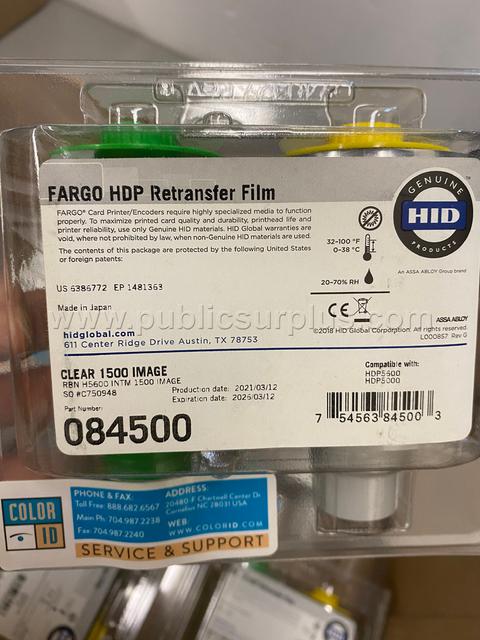 FARGO HDP Retransfer Film
FARGO® Card Printer/Encoders require highly specialized media to function
properly. To maximize printed card quality and durability, printhead life and
printer reliability, use only Genuine HID materials. HID Global warranties are
void, where not prohibited by law, when non-Genuine HID materials are used.
The contents of this package are protected by the following United States
or foreign patents:
US 6386772 EP 1481363
Made in Japan
hidglobal.com
611 Center Ridge Drive Austin, TX 78753
GENUINE
HID
PRODUCTS
An ASSA ABLOY Group brand
32-100 °F
0-38 °C
20-70% RH
CE
ASSA ABLOY
©2018 HID Global Corporation. All rights reserved.
L000857 Rev G
www.publicsurplus.com
CLEAR 1500 IMAGE
RBN H5600 INTM 1500 IMAGE
SO #C750948
Production date: 2021/03/12
Expiration date: 2026/03/12
Part Number:
084500
Compatible with:
HDP5600
HDP5000
7 54563 84500 3
COLOR
ID
PHONE & FAX:
Toll Free: 888.682.6567
Main Ph: 704.987.2238
Fax: 704.987.2240
ADDRESS:
20480-F Chartwell Center Dr.
Cornelius NC 28031 USA
WEB:
WWW.COLORID.COM
SERVICE & SUPPORT
Retransfer Film
HID